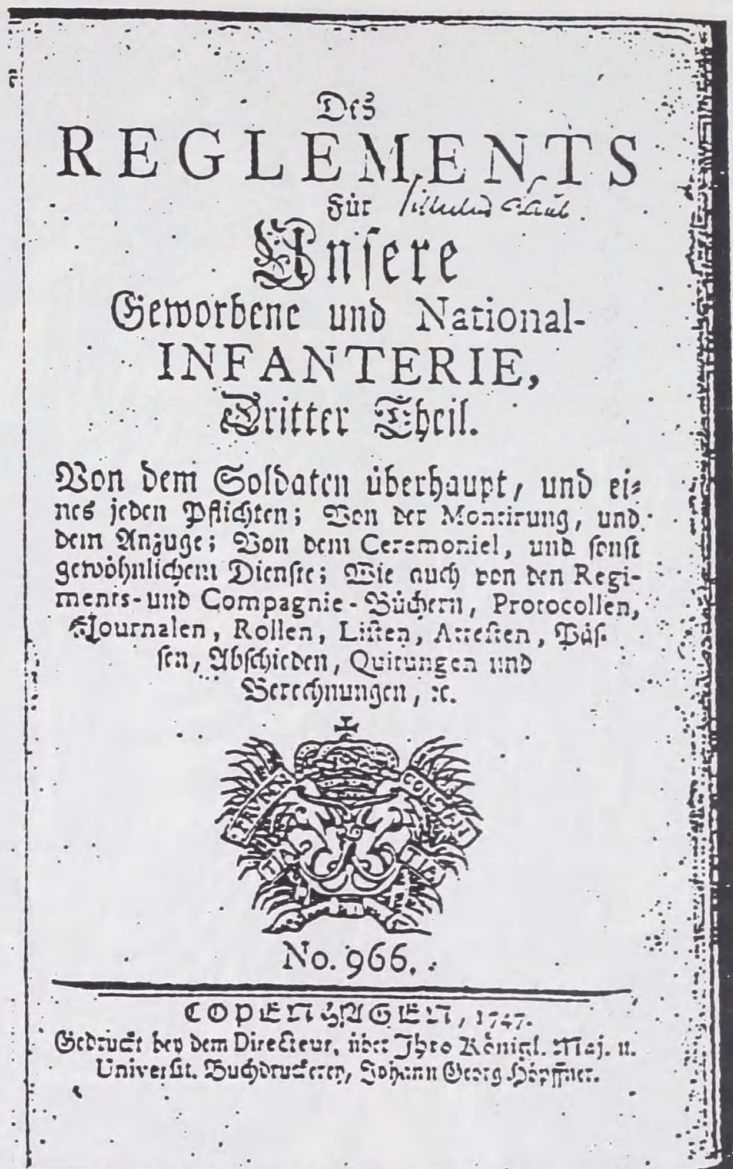 Des
REGLEMENTS
Für
Unsere
Geworbene und National-
INFANTERIE,
Dritter Theil.
Von dem Soldaten überhaupt, und ei-
nes jeden Pflichten; Von der Montirung, und
dem Anzuge; Von dem Ceremoniel, und sonst
gewöhnlichem Dienste; Wie auch von den Regi-
ments- und Compagnie-Büchern, Protocollen,
Journalen, Rollen, Listen, Attesten, Päs-
sen, Abschieden, Quitungen und
Berechnungen, ꝛc.
PRUDENTIA
No. 966.
COPENHAGEN, 1747.
Gedruckt bey dem Directeur, über Ihro Königl. Maj. u.
Universit. Buchdruckerey, Johann Georg Höpffner.